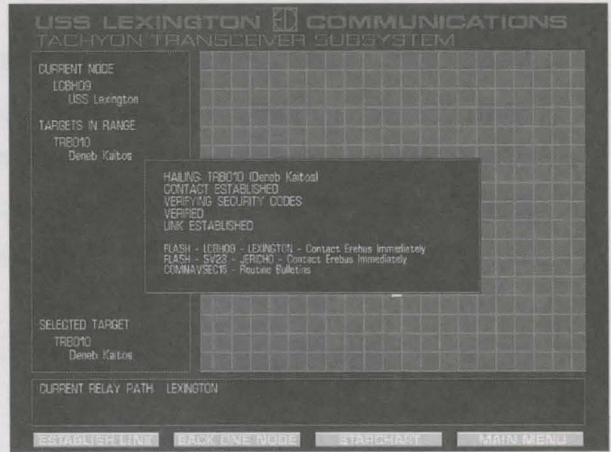 USS LEXINGTON COMMUNICATIONS
TACHYON TRANSCEIVER SUBSYSTEM
CURRENT NODE
LCBH09
USS Lexington
TARGETS IN RANGE
TRB010
Deneb Kaitos
HAILING TRB010 (Deneb Kaitos)
CONTACT ESTABLISHED
VERIFYING SECURITY CODES
VERIFIED
LINK ESTABLISHED
FLASH - LCBH09 - LEXINGTON - Contact Erebus Immediately
FLASH - SV23 - JERICHO - Contact Erebus Immediately
COMNAVSEC16 - Routine Bulletins
SELECTED TARGET
TRB010
Deneb Kaitos
CURRENT RELAY PATH LEXINGTON
ESTABLISH LINK BACK ONE NODE STARCHART MAIN MENU